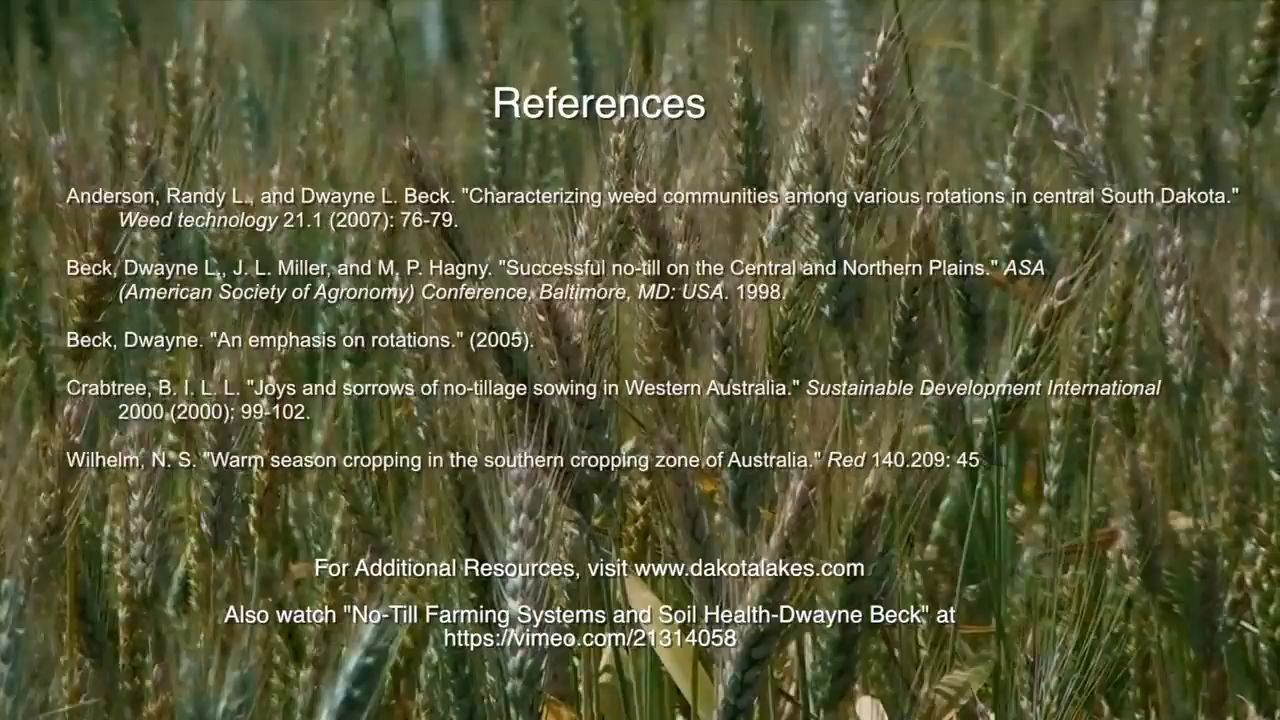 References
Anderson, Randy L., and Dwayne L. Beck. "Characterizing weed communities among various rotations in central South Dakota."
Weed technology 21.1 (2007): 76-79.
Beck, Dwayne L., J. L. Miller, and M. P. Hagny. "Successful no-till on the Central and Northern Plains." ASA
(American Society of Agronomy) Conference, Baltimore, MD: USA. 1998.
Beck, Dwayne. "An emphasis on rotations." (2005).
Crabtree, B. I. L. L. "Joys and sorrows of no-tillage sowing in Western Australia." Sustainable Development International
2000 (2000): 99-102.
Wilhelm, N. S. "Warm season cropping in the southern cropping zone of Australia." Red 140.209: 45
For Additional Resources, visit www.dakotalakes.com
Also watch "No-Till Farming Systems and Soil Health-Dwayne Beck" at
https://vimeo.com/21314058